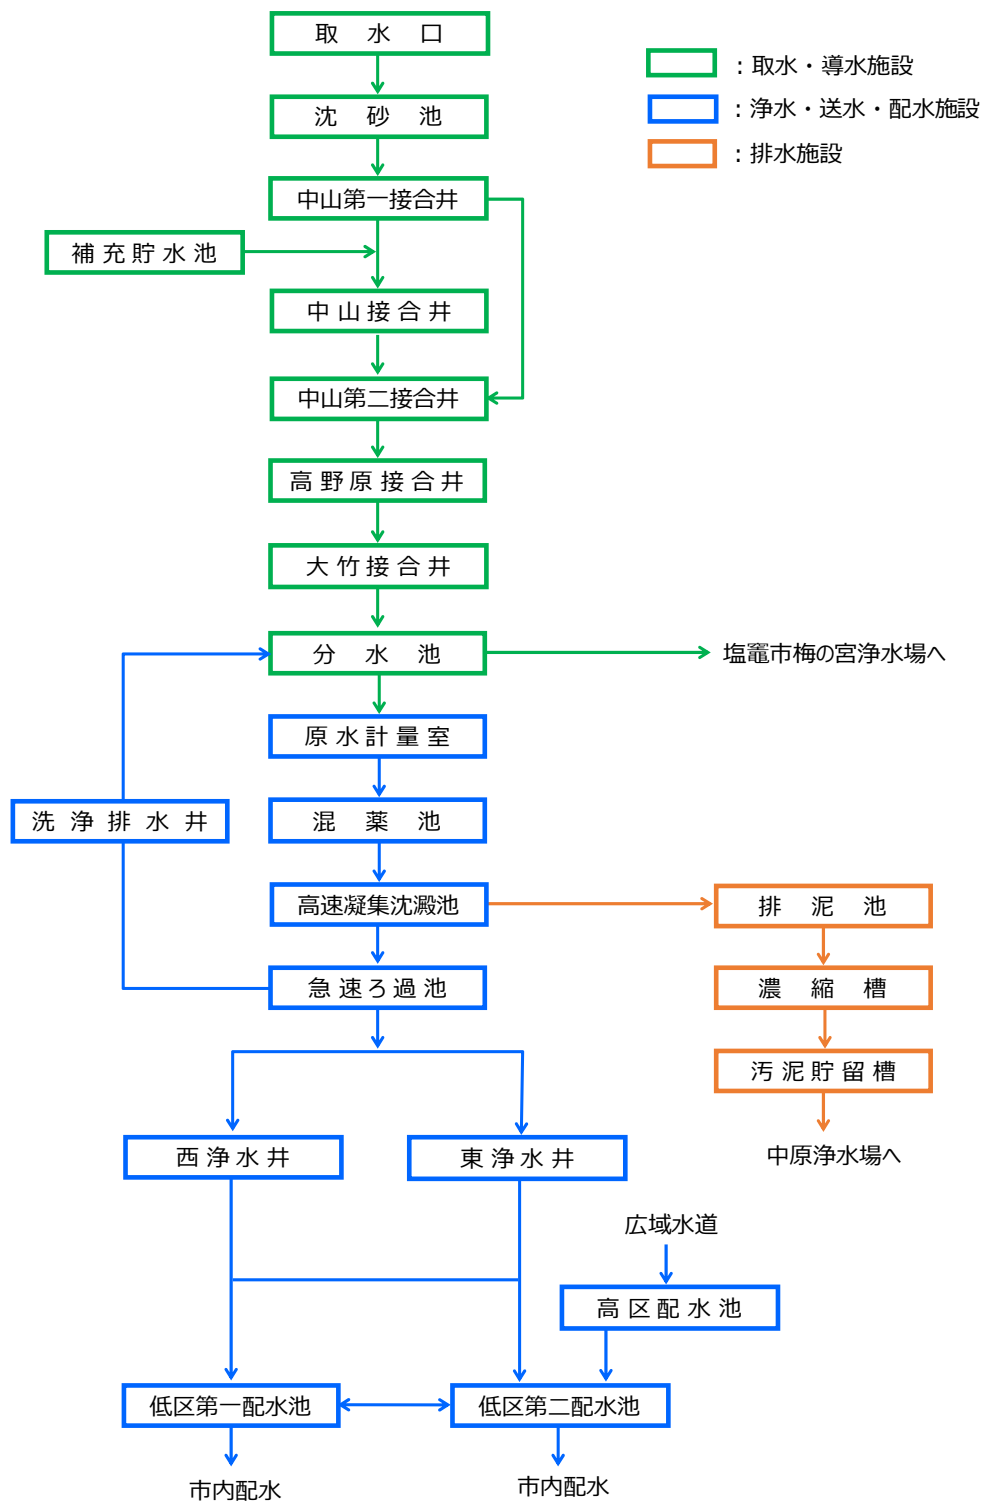 取水口
：取水・導水施設
：浄水・送水・配水施設
：排水施設
沈砂池
中山第一接合井
補充貯水池
中山接合井
中山第二接合井
高野原接合井
大竹接合井
分水池
塩竈市梅の宮浄水場へ
原水計量室
洗浄排水井
混薬池
高速凝集沈澱池
排泥池
急速ろ過池
濃縮槽
汚泥貯留槽
中原浄水場へ
西浄水井
東浄水井
広域水道
高区配水池
低区第一配水池
低区第二配水池
市内配水
市内配水